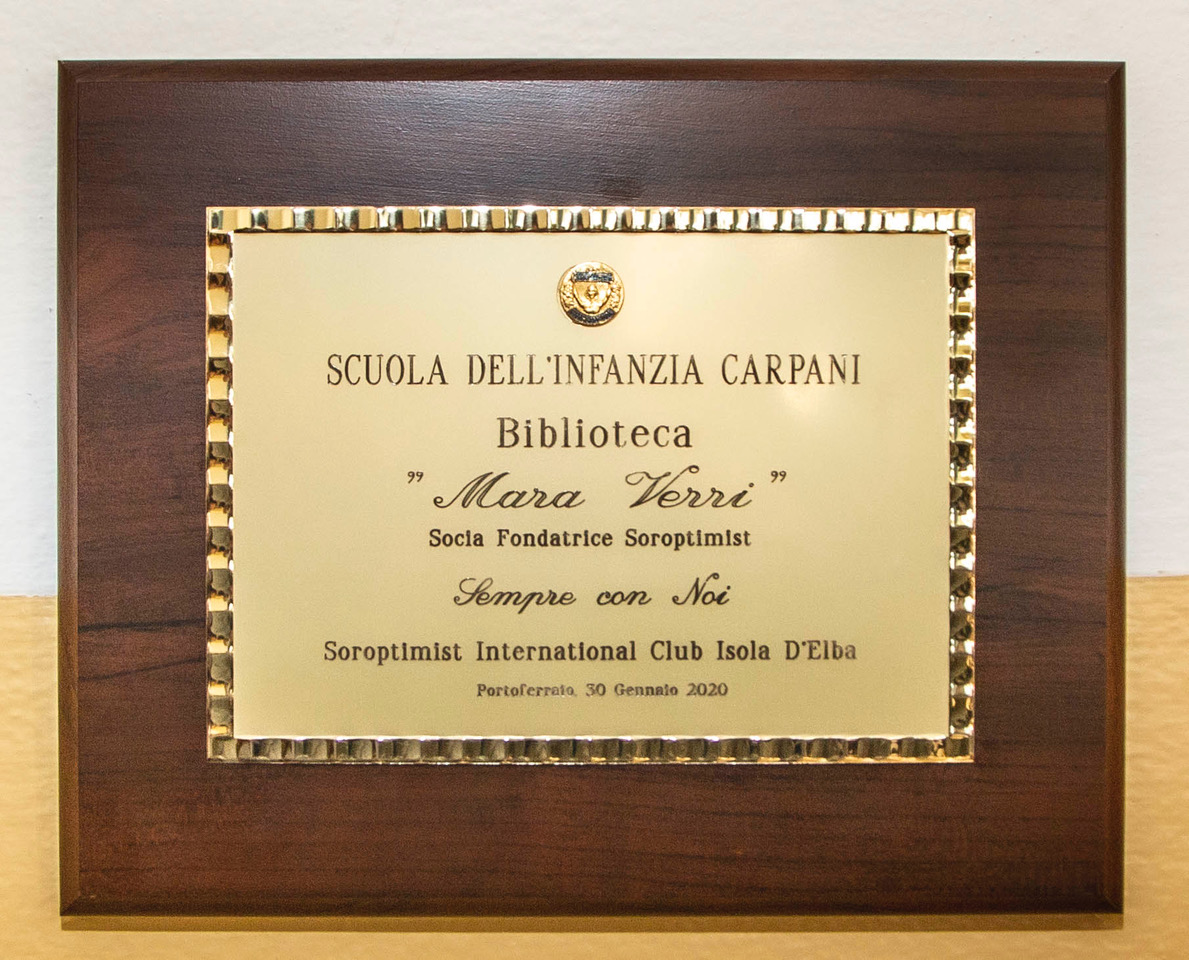 SCUOLA DELL'INFANZIA CARPANI
Biblioteca
" Mara Verri "
Socia Fondatrice Soroptimist
Sempre con Noi
Soroptimist International Club Isola D'Elba
Portoferraio, 30 Gennaio 2020